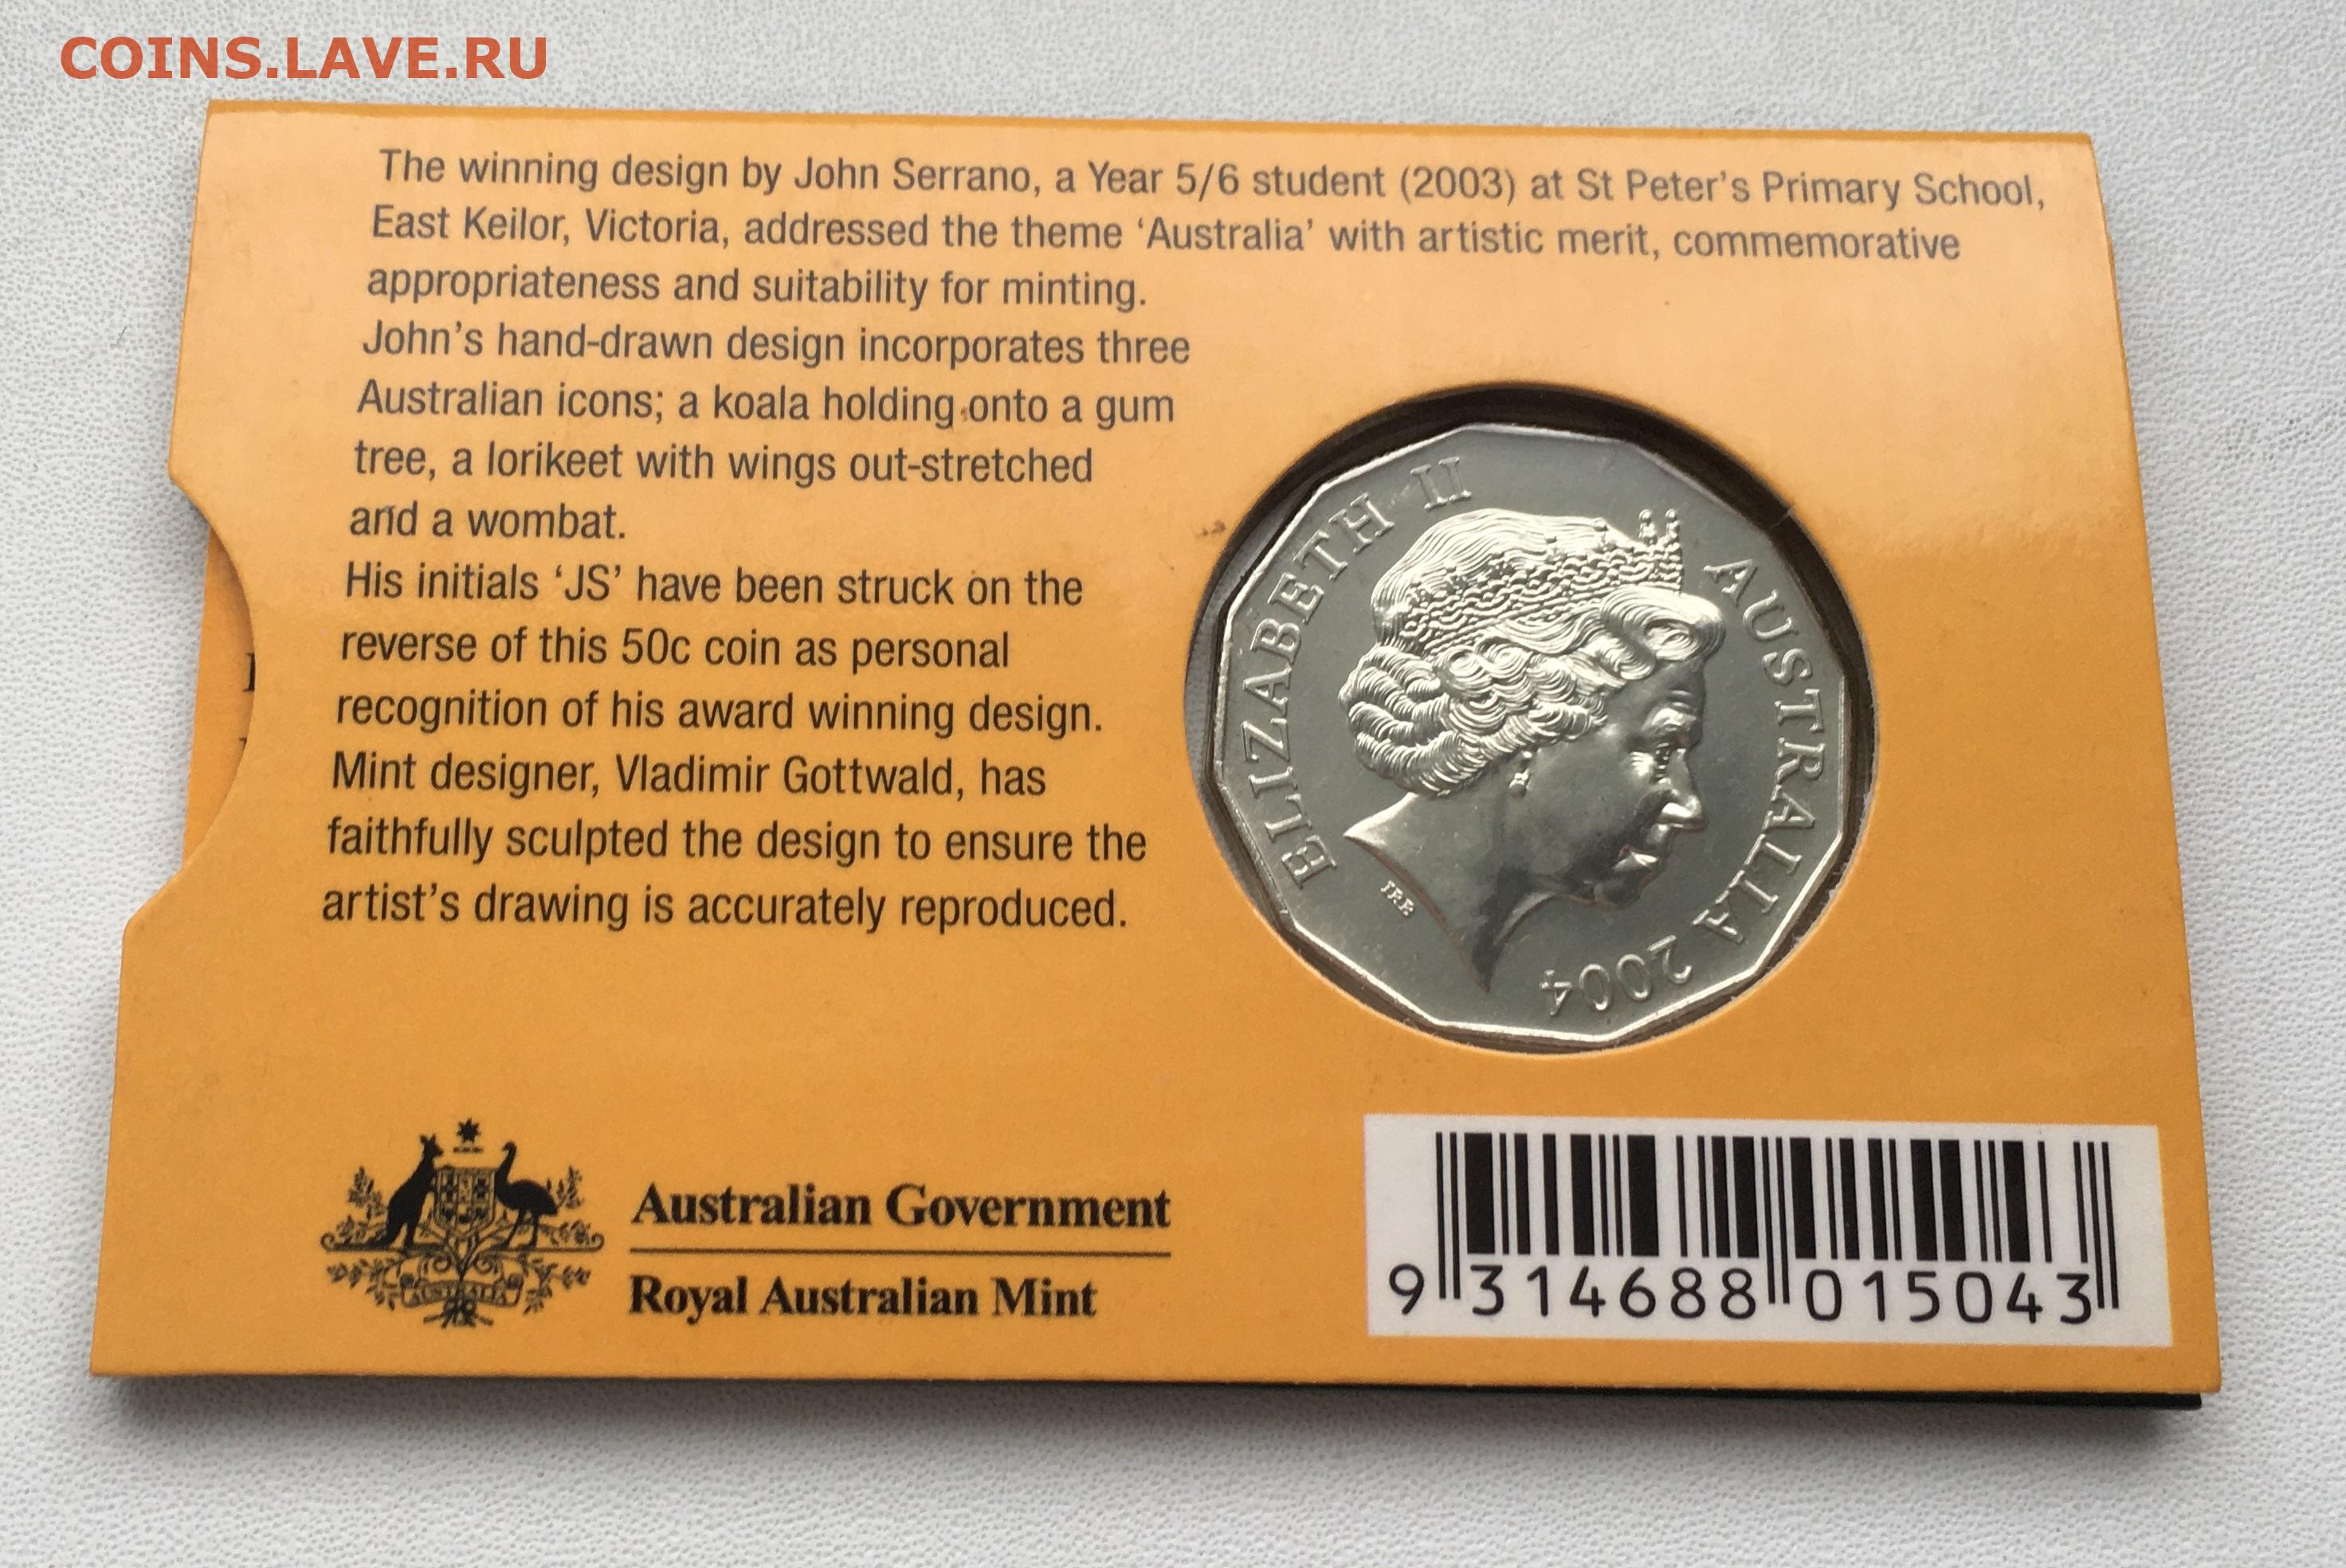 COINS.LAVE.RU
The winning design by John Serrano, a Year 5/6 student (2003) at St Peter's Primary School,
East Keilor, Victoria, addressed the theme 'Australia' with artistic merit, commemorative
appropriateness and suitability for minting.
John's hand-drawn design incorporates three
Australian icons; a koala holding onto a gum
tree, a lorikeet with wings out-stretched
and a wombat.
His initials 'JS' have been struck on the
reverse of this 50c coin as personal
recognition of his award winning design.
Mint designer, Vladimir Gottwald, has
faithfully sculpted the design to ensure the
artist's drawing is accurately reproduced.
ELIZABETH II
AUSTRALIA 2004
IRB
AUSTRALIA
Australian Government
Royal Australian Mint
9 314688 015043